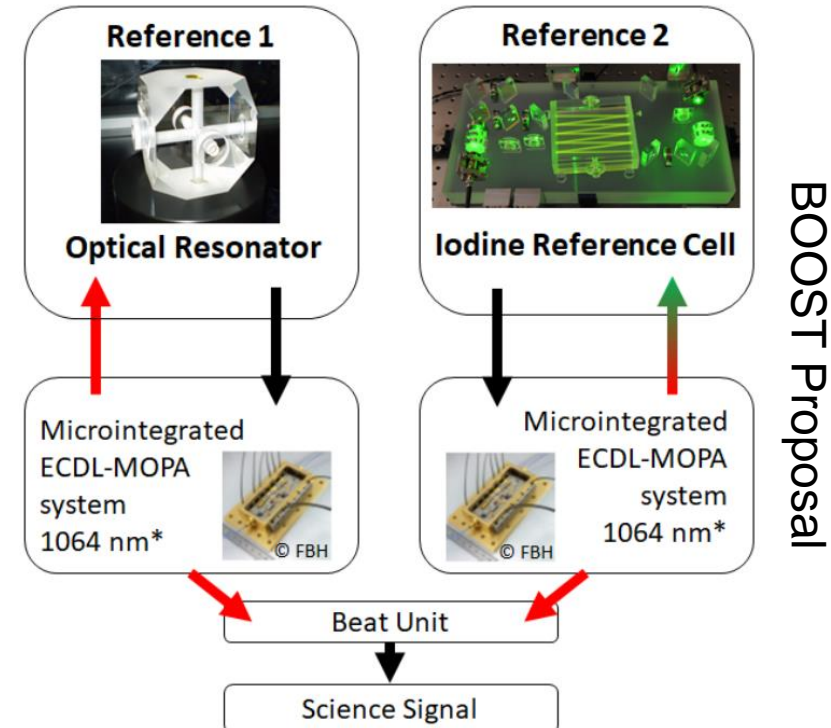 Reference 1
Optical Resonator
Reference 2
Iodine Reference Cell
Microintegrated
ECDL-MOPA
system
1064 nm*
© FBH
Microintegrated
ECDL-MOPA
system
1064 nm*
© FBH
Beat Unit
Science Signal
BOOST Proposal